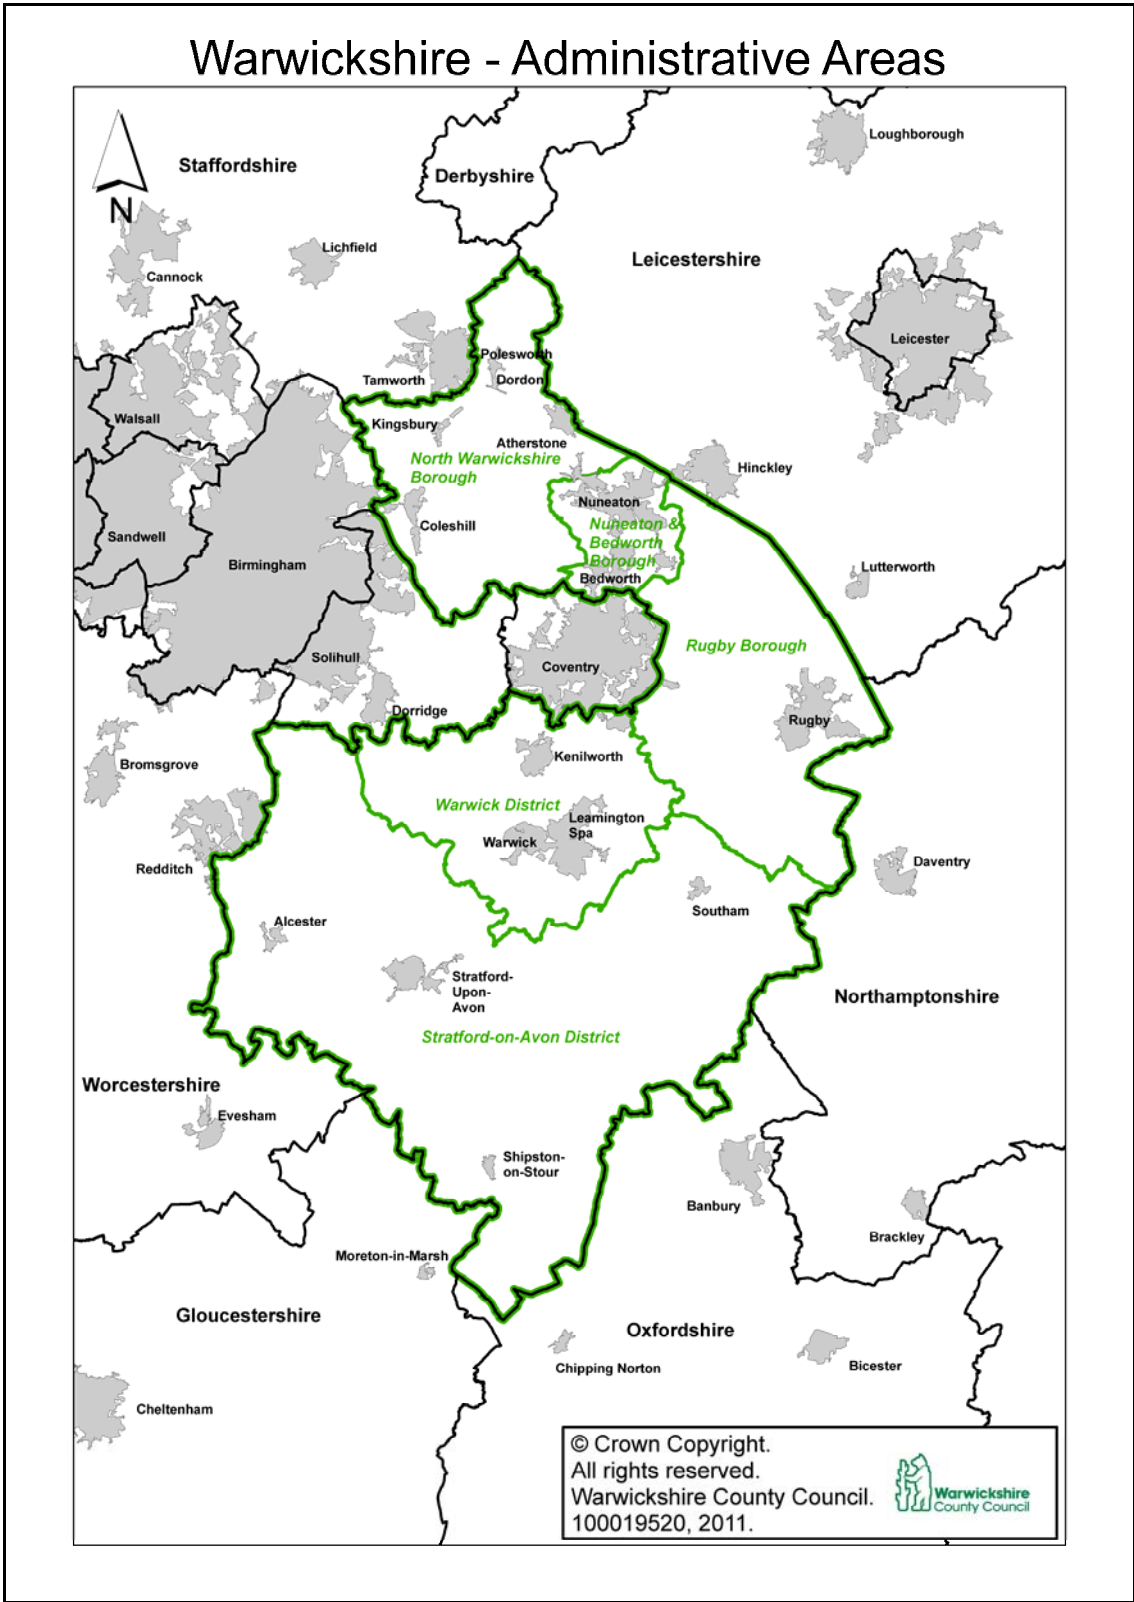 Warwickshire - Administrative Areas
N
Staffordshire
Derbyshire
Loughborough
Lichfield
Leicestershire
Cannock
Leicester
Polesworth
Tamworth
Dordon
Walsall
Kingsbury
Atherstone
North Warwickshire
Borough
Hinckley
Nuneaton
Coleshill
Nuneaton &
Bedworth
Borough
Sandwell
Birmingham
Bedworth
Lutterworth
Rugby Borough
Solihull
Coventry
Dorridge
Rugby
Bromsgrove
Kenilworth
Warwick District
Leamington
Spa
Warwick
Redditch
Daventry
Southam
Alcester
Stratford-
Upon-
Avon
Northamptonshire
Stratford-on-Avon District
Worcestershire
Evesham
Shipston-
on-Stour
Banbury
Brackley
Moreton-in-Marsh
Gloucestershire
Oxfordshire
Chipping Norton
Bicester
Cheltenham
© Crown Copyright.
All rights reserved.
Warwickshire County Council.
100019520, 2011.
Warwickshire
County Council